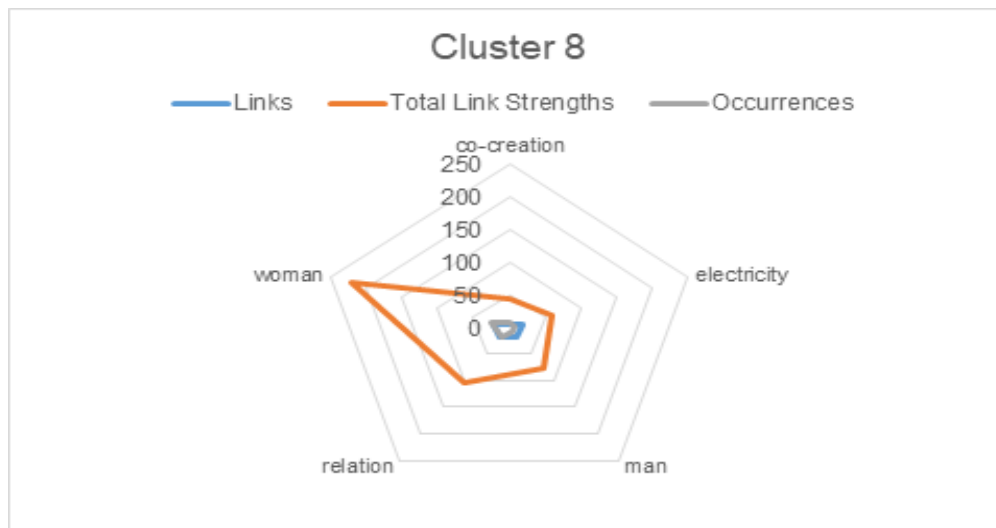 Cluster 8
Links Total Link Strengths Occurrences
co-creation
250
200
150
100
50
0
woman
electricity
relation
man